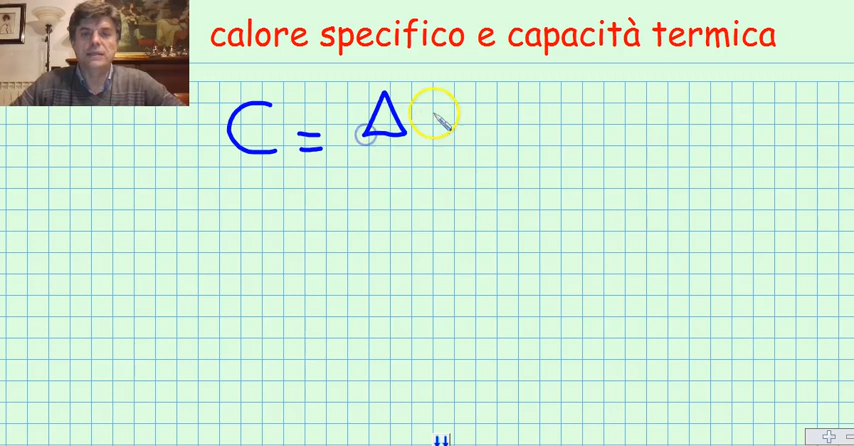 calore specifico e capacità termica
C = Δ